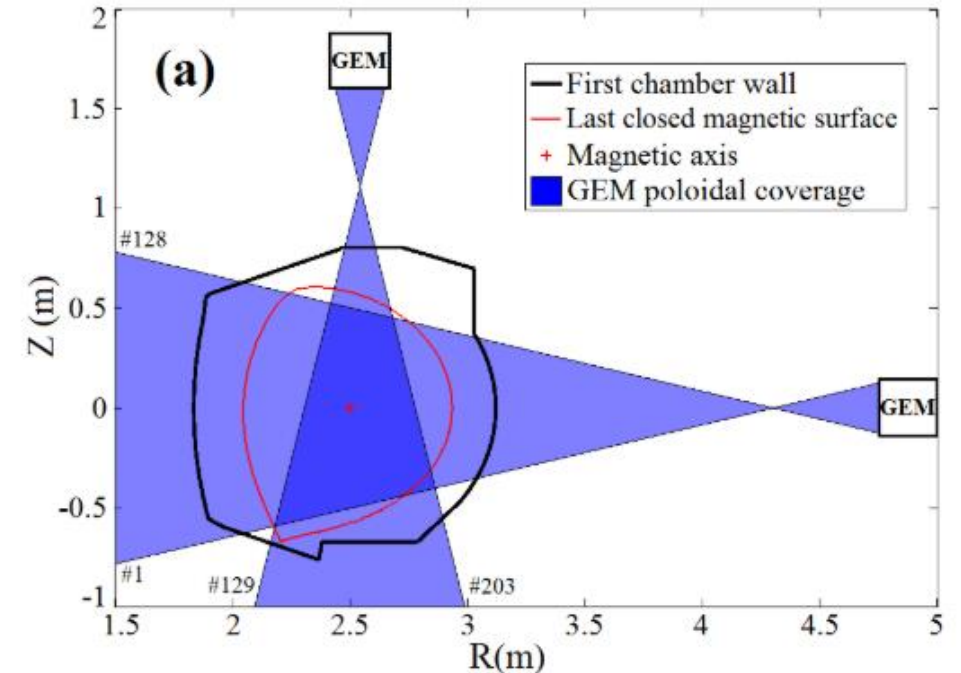 (a)
GEM
First chamber wall
Last closed magnetic surface
Magnetic axis
GEM poloidal coverage
#128
GEM
#1
#129
#203
2
1.5
1
0.5
0
-0.5
-1
Z (m)
1.5 2 2.5 3 3.5 4 4.5 5
R(m)